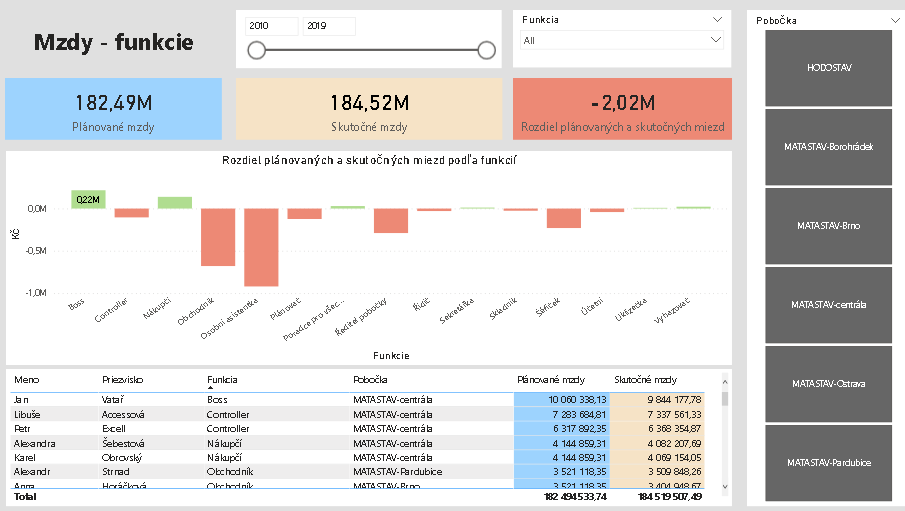 Mzdy - funkcie
2010 2019
Funkcia
All
Pobočka
HODOSTAV
MATASTAV-Borohrádek
MATASTAV-Brno
MATASTAV-centrála
MATASTAV-Ostrava
MATASTAV-Pardubice
182,49M
Plánované mzdy
184,52M
Skutočné mzdy
-2,02M
Rozdiel plánovaných a skutočných miezd
Rozdiel plánovaných a skutočných miezd podľa funkcií
Kč
0,0M
-0,5M
-1,0M
0,22M
Boss
Controller
Nákupčí
Obchodník
Osobní asistentka
Plánovat
Poradce pro všec...
Ředitel pobočky
Řidič
Sekretářka
Skladník
Šéfíček
Účetní
Uklízečka
Vyhazovat
Funkcie
Meno Priezvisko Funkcia Pobočka Plánované mzdy Skutočné mzdy
Jan Vatař Boss MATASTAV-centrála 10 060 338,13 9 844 177,78
Libuše Accessová Controller MATASTAV-centrála 7 283 684,81 7 337 561,33
Petr Excell Controller MATASTAV-centrála 6 317 892,35 6 368 354,87
Alexandra Šebestová Nákupčí MATASTAV-centrála 4 144 859,31 4 082 207,69
Karel Obrovský Nákupčí MATASTAV-centrála 4 144 859,31 4 069 154,05
Alexandr Strnad Obchodník MATASTAV-Pardubice 3 521 118,35 3 509 848,26
Anna Horáčková Obchodník MATASTAV-Brno 3 521 118,35 3 404 948,67
Total 182 494 533,74 184 519 507,49